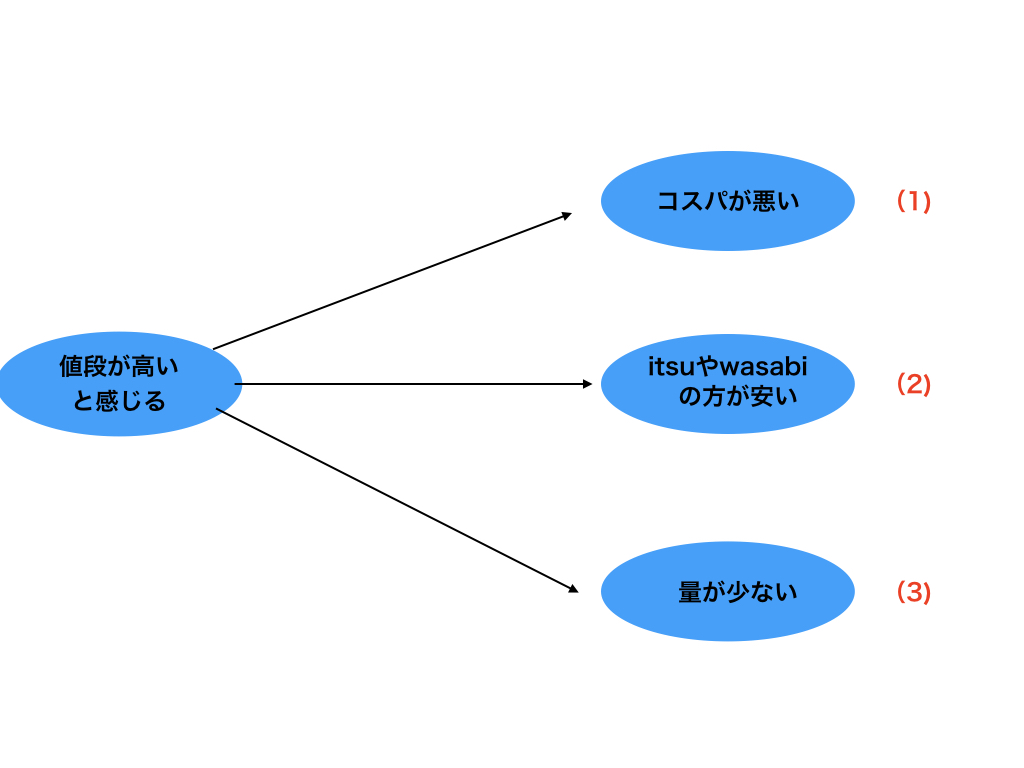 コスパが悪い
(1)
値段が高い
と感じる
itsuやwasabi
の方が安い
(2)
量が少ない
(3)